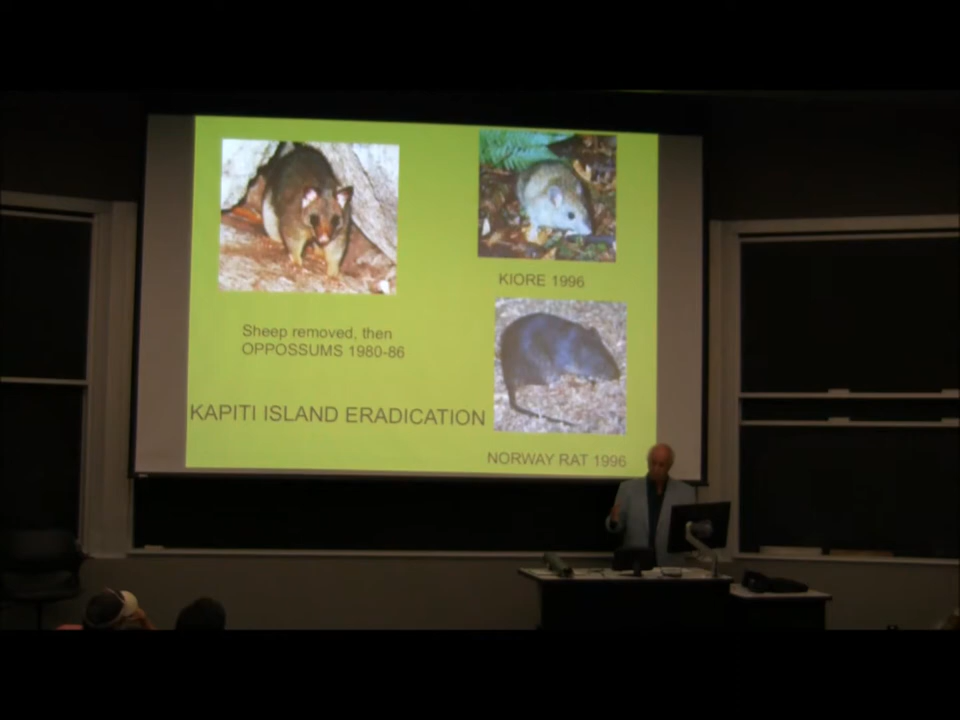 KIORE 1996
Sheep removed, then
OPPOSSUMS 1980-86
KAPITI ISLAND ERADICATION
NORWAY RAT 1996